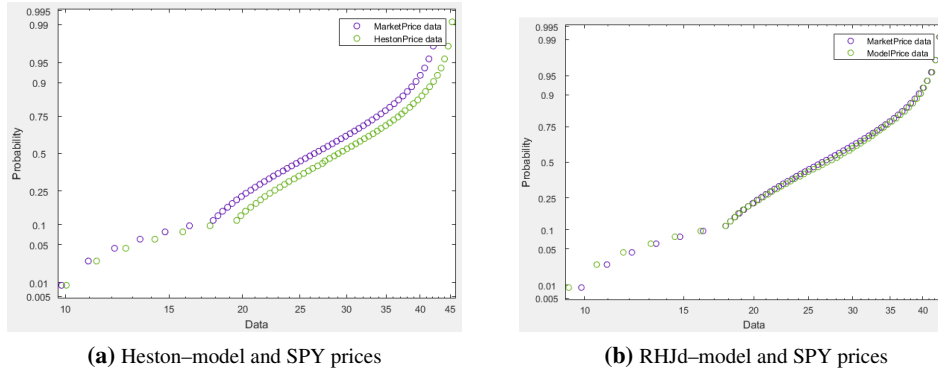 0.995
0.99
0.95
0.9
0.75
0.5
0.25
0.1
0.05
0.01
0.005
Probability
MarketPrice data
HestonPrice data
10 15 20 25 30 35 40 45
Data
(a) Heston–model and SPY prices
0.995
0.99
0.95
0.9
0.75
0.5
0.25
0.1
0.05
0.01
0.005
Probability
MarketPrice data
ModelPrice data
10 15 20 25 30 35 40
Data
(b) RHJd–model and SPY prices